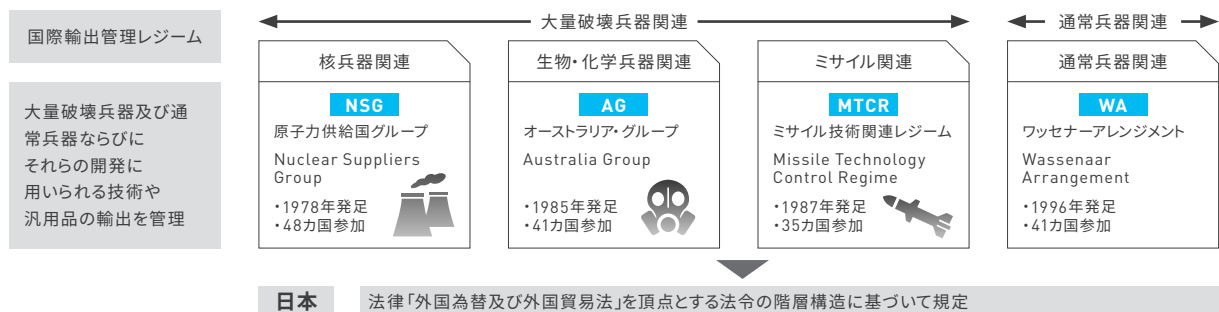 国際輸出管理レジーム
大量破壊兵器及び通
常兵器ならびに
それらの開発に
用いられる技術や
汎用品の輸出を管理
大量破壊兵器関連
核兵器関連
NSG
原子力供給国グループ
Nuclear Suppliers
Group
・1978年発足
・48カ国参加
生物・化学兵器関連
AG
オーストラリア・グループ
Australia Group
・1985年発足
・41カ国参加
ミサイル関連
MTCR
ミサイル技術関連レジーム
Missile Technology
Control Regime
・1987年発足
・35カ国参加
通常兵器関連
通常兵器関連
WA
ワッセナーアレンジメント
Wassenaar
Arrangement
・1996年発足
・41カ国参加
日本
法律「外国為替及び外国貿易法」を頂点とする法令の階層構造に基づいて規定